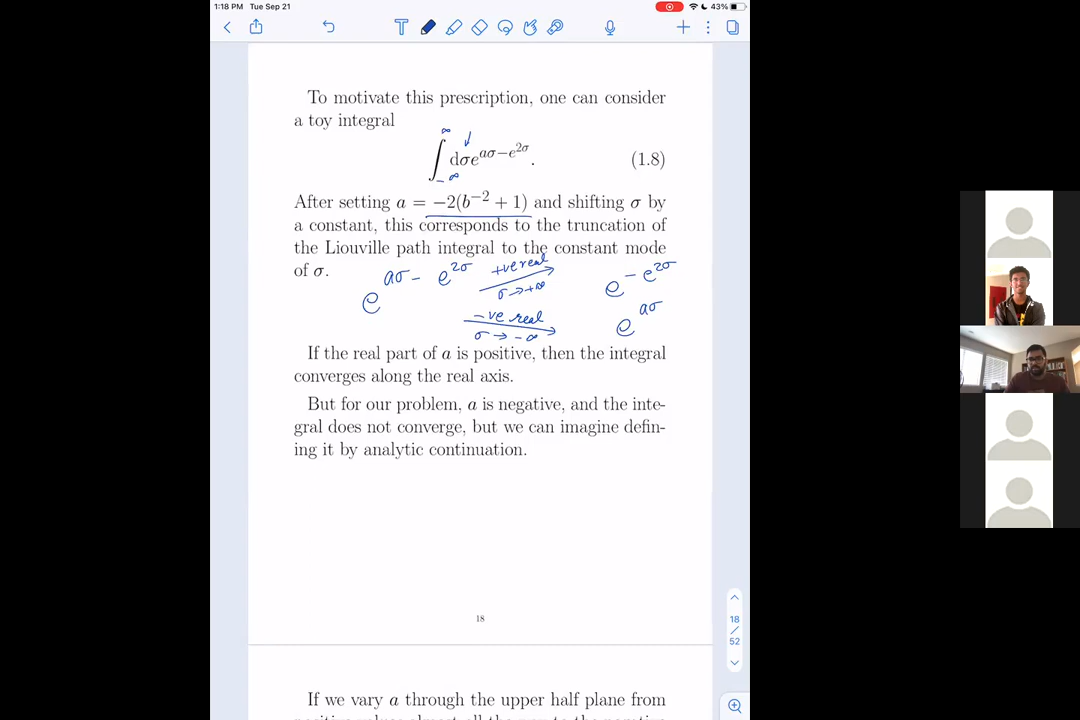 1:18 PM Tue Sep 21
43%
To motivate this prescription, one can consider
a toy integral
∫_{-∞}^{∞} dσe^{aσ−e^{2σ}}. (1.8)
After setting a = −2(b^{−2} + 1) and shifting σ by
a constant, this corresponds to the truncation of
the Liouville path integral to the constant mode
of σ.
e^{aσ − e^{2σ}} +ve real σ→+∞ e^{−e^{2σ}}
−ve real σ→−∞ e^{aσ}
If the real part of a is positive, then the integral
converges along the real axis.
But for our problem, a is negative, and the inte-
gral does not converge, but we can imagine defin-
ing it by analytic continuation.
18
18
/
52
If we vary a through the upper half plane from